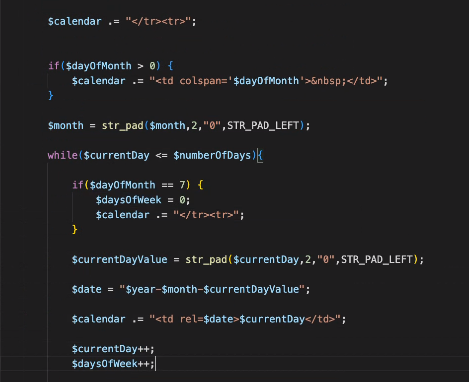 $calendar .= "</tr><tr>";
if($dayOfMonth > 0) {
$calendar .= "<td colspan='$dayOfMonth'>&nbsp;</td>";
}
$month = str_pad($month,2,"0",STR_PAD_LEFT);
while($currentDay <= $numberOfDays){
if($dayOfMonth == 7) {
$daysOfWeek = 0;
$calendar .= "</tr><tr>";
}
$currentDayValue = str_pad($currentDay,2,"0",STR_PAD_LEFT);
$date = "$year-$month-$currentDayValue";
$calendar .= "<td rel=$date>$currentDay</td>";
$currentDay++;
$daysOfWeek++;